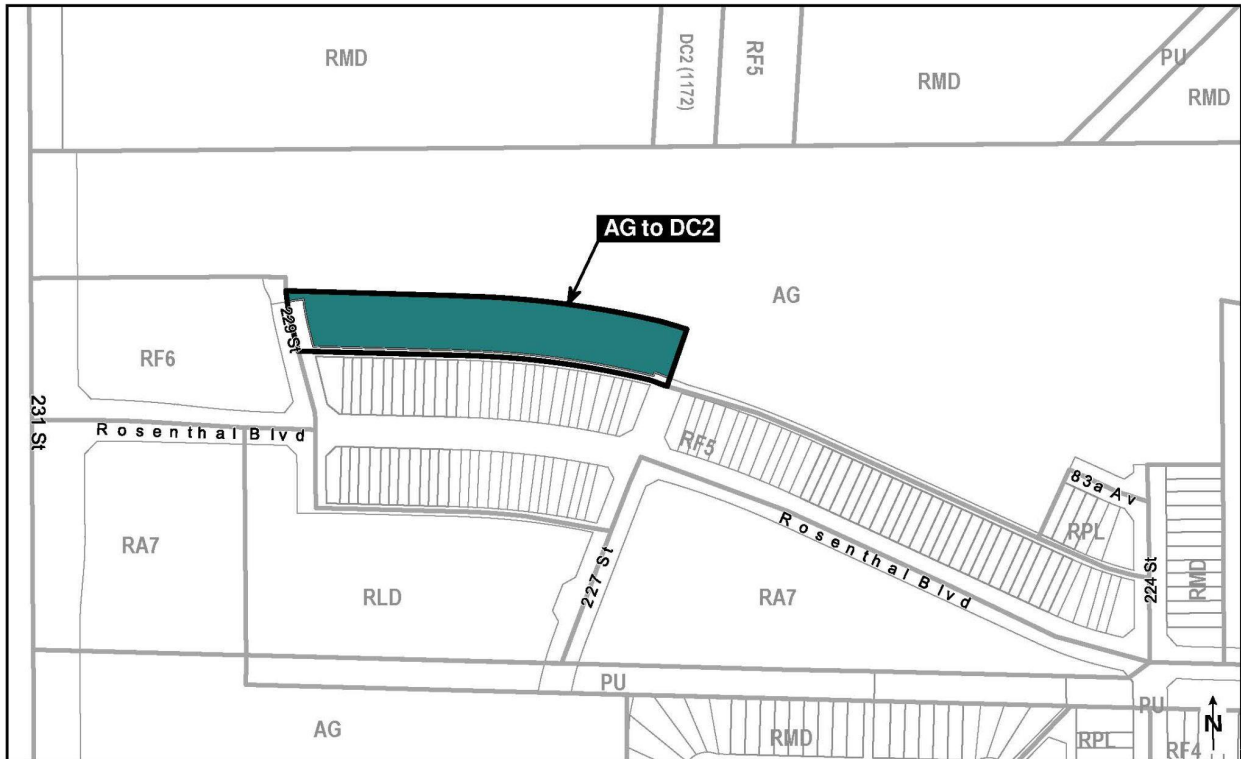 RMD
DC2 (1172)
RF5
RMD
PU
RMD
AG to DC2
AG
229 St
RF6
231 St
Rosenthal Blvd
RF5
83a Av
RPL
RA7
RLD
227 St
Rosenthal Blvd
RA7
224 St
RMD
PU
PU
AG
RMD
RPL
RF4
N